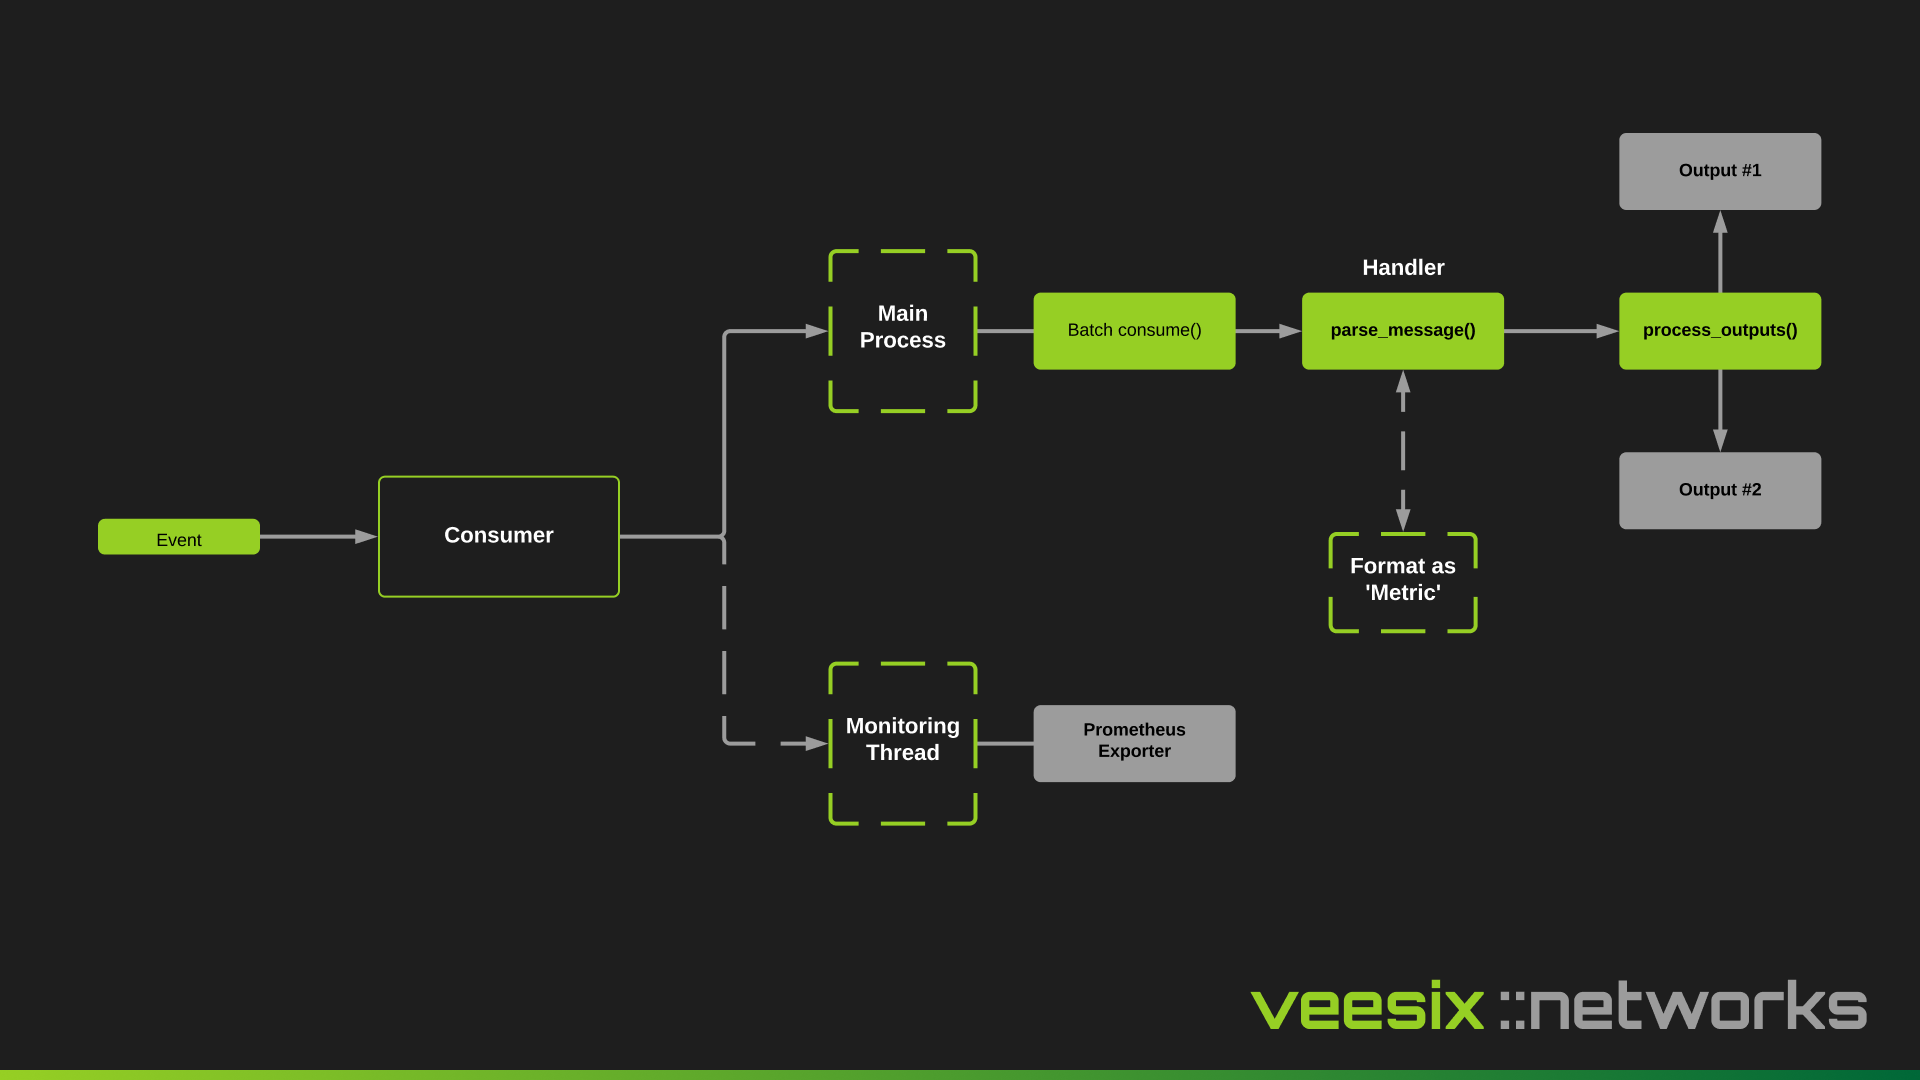 Output #1
Handler
Main
Process
Batch consume()
parse_message()
process_outputs()
Output #2
Event
Consumer
Format as
'Metric'
Monitoring
Thread
Prometheus
Exporter
veesix ::networks